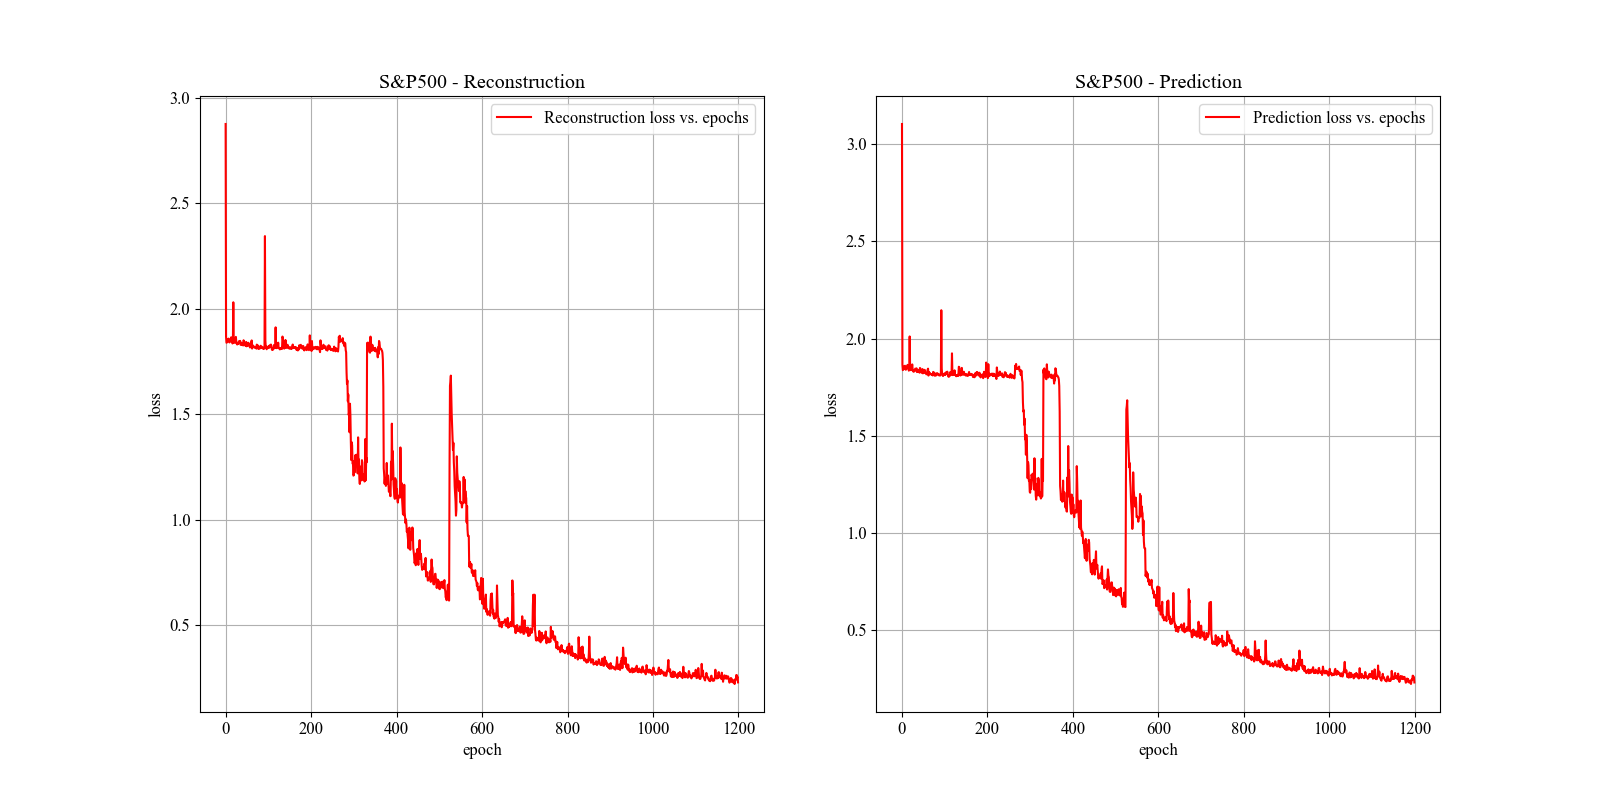 S&P500 - Reconstruction
Reconstruction loss vs. epochs
3.0
2.5
2.0
1.5
1.0
0.5
loss
0 200 400 600 800 1000 1200
epoch
S&P500 - Prediction
Prediction loss vs. epochs
3.0
2.5
2.0
1.5
1.0
0.5
loss
0 200 400 600 800 1000 1200
epoch